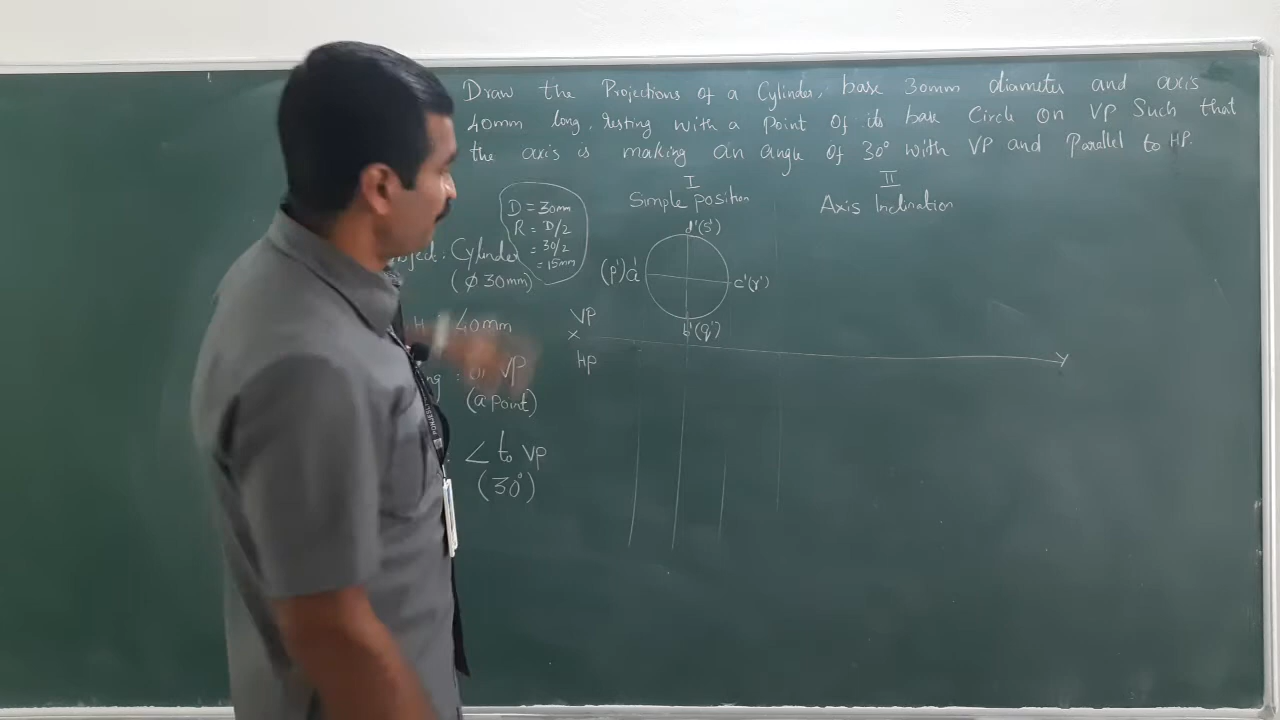 Draw the Projections of a Cylinder, base 30mm diameter and axis
40mm long, resting with a point of its base Circle on VP Such that
the axis is making an angle of 30° with VP and Parallel to HP.
I
Simple position
II
Axis Inclination
D = 30mm
R = D/2
= 30/2
= 15mm
Cylinder
(ϕ 30mm)
H
40mm
VP
(a point)
∠ to VP
(30°)
d'(s')
(p')a'
c'(r')
b'(q')
VP
X
HP
Y